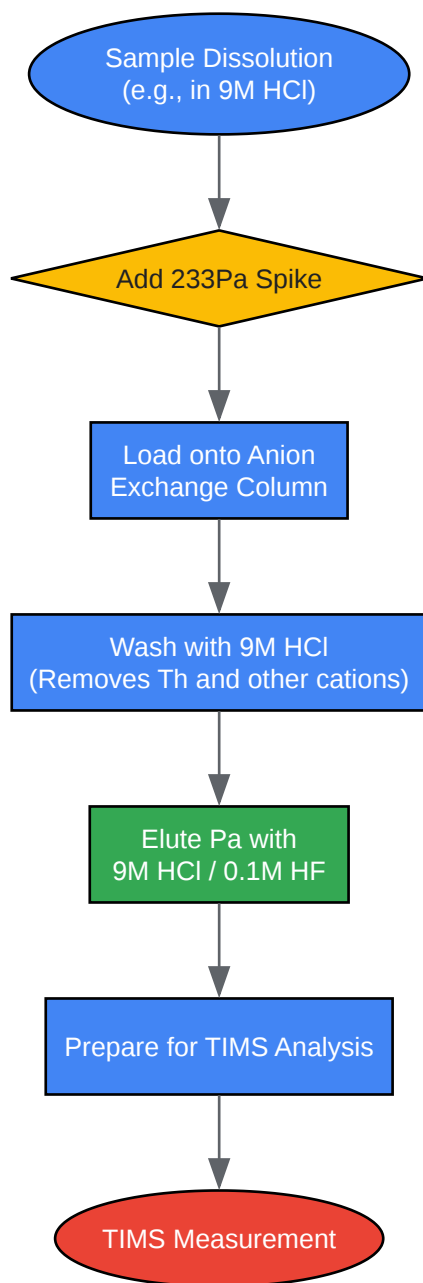 Sample Dissolution
(e.g., in 9M HCl)
Add 233Pa Spike
Load onto Anion
Exchange Column
Wash with 9M HCl
(Removes Th and other cations)
Elute Pa with
9M HCl / 0.1M HF
Prepare for TIMS Analysis
TIMS Measurement